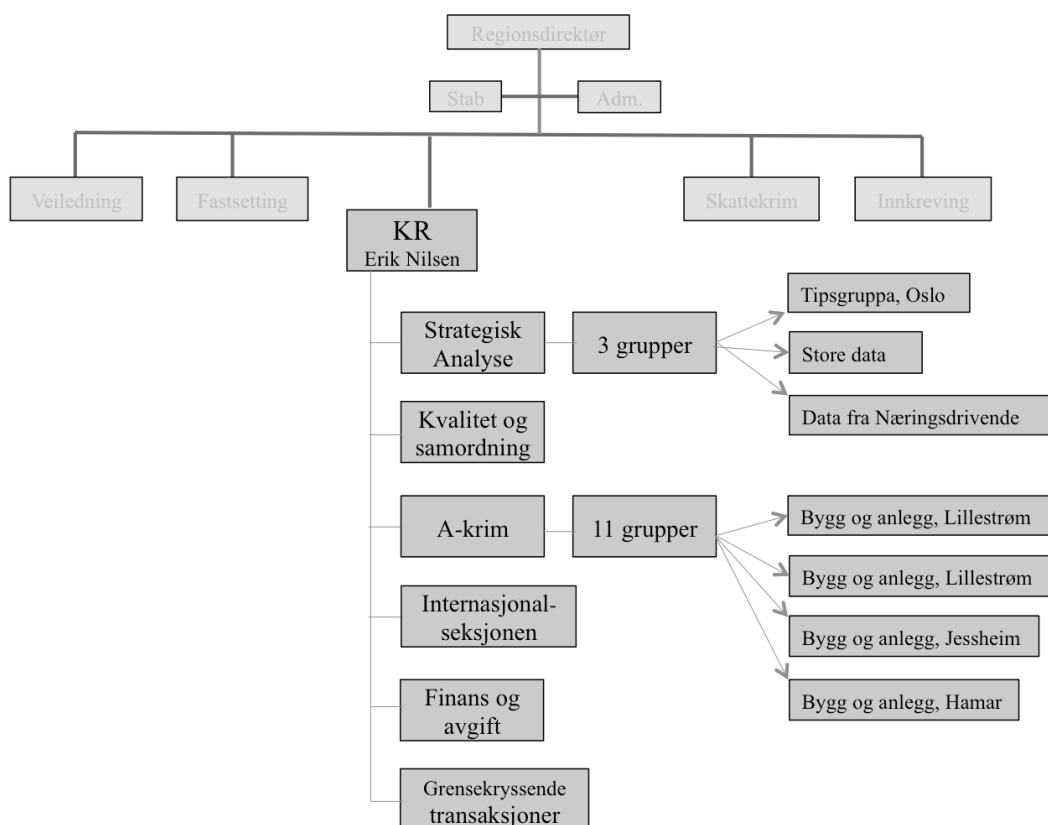 Regionsdirektør
Stab
Adm.
Veiledning
Fastsetting
Skattekrim
Innkreving
KR
Erik Nilsen
Strategisk
Analyse
3 grupper
Tipsgruppa, Oslo
Store data
Data fra Næringsdrivende
Kvalitet og
samordning
A-krim
11 grupper
Bygg og anlegg, Lillestrøm
Bygg og anlegg, Lillestrøm
Bygg og anlegg, Jessheim
Bygg og anlegg, Hamar
Internasjonal-
seksjonen
Finans og
avgift
Grensekryssende
transaksjoner